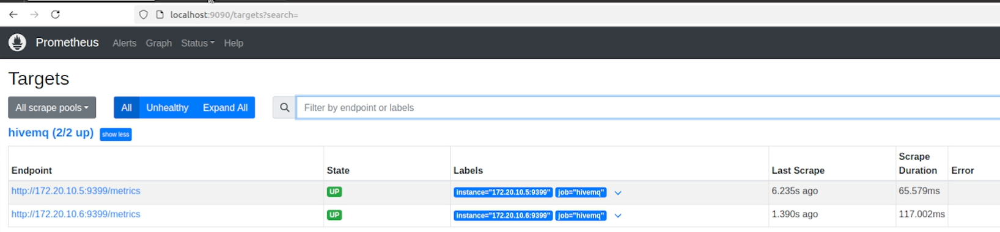 localhost:9090/targets?search=
Prometheus Alerts Graph Status Help
Targets
All scrape pools All Unhealthy Expand All Filter by endpoint or labels
hivemq (2/2 up) show less
Endpoint State Labels Last Scrape Scrape Duration Error
http://172.20.10.5:9399/metrics UP instance="172.20.10.5:9399" job="hivemq" 6.235s ago 65.579ms
http://172.20.10.6:9399/metrics UP instance="172.20.10.6:9399" job="hivemq" 1.390s ago 117.002ms